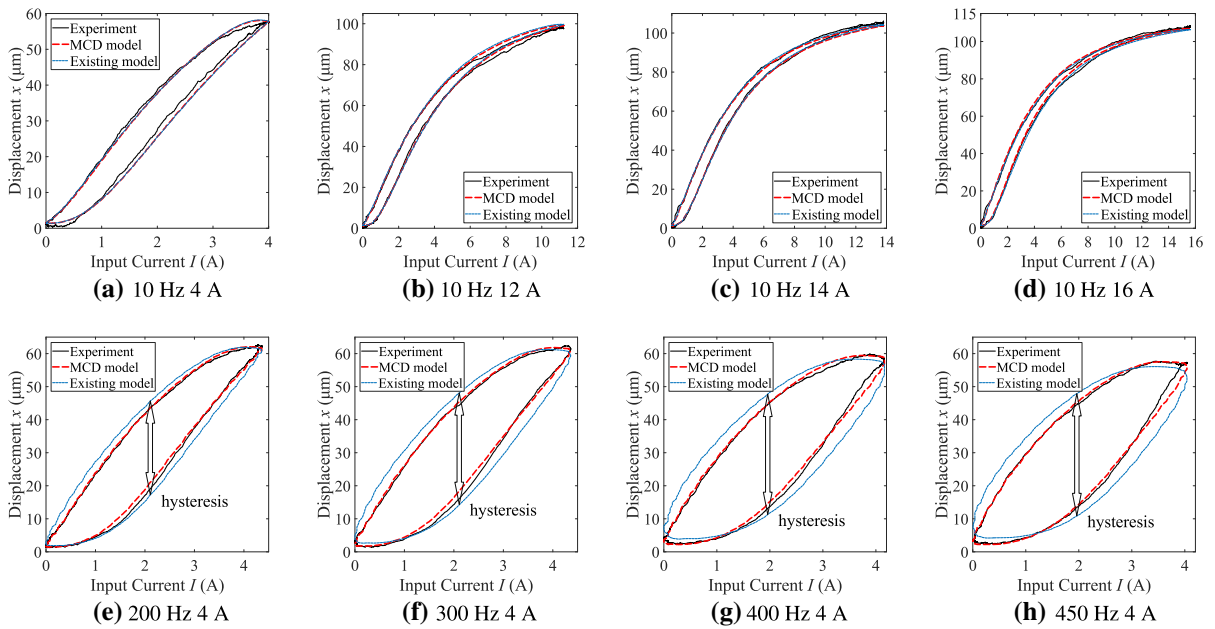 60
50
40
30
20
10
0
Displacement x (μm)
Experiment
MCD model
Existing model
0 1 2 3 4
Input Current I (A)
(a) 10 Hz 4 A
100
80
60
40
20
0
Displacement x (μm)
Experiment
MCD model
Existing model
0 2 4 6 8 10 12
Input Current I (A)
(b) 10 Hz 12 A
100
80
60
40
20
0
Displacement x (μm)
Experiment
MCD model
Existing model
0 2 4 6 8 10 12 14
Input Current I (A)
(c) 10 Hz 14 A
115
100
80
60
40
20
0
Displacement x (μm)
Experiment
MCD model
Existing model
0 2 4 6 8 10 12 14 16
Input Current I (A)
(d) 10 Hz 16 A
60
50
40
30
20
10
0
Displacement x (μm)
Experiment
MCD model
Existing model
hysteresis
0 1 2 3 4
Input Current I (A)
(e) 200 Hz 4 A
60
50
40
30
20
10
0
Displacement x (μm)
Experiment
MCD model
Existing model
hysteresis
0 1 2 3 4
Input Current I (A)
(f) 300 Hz 4 A
60
50
40
30
20
10
0
Displacement x (μm)
Experiment
MCD model
Existing model
hysteresis
0 1 2 3 4
Input Current I (A)
(g) 400 Hz 4 A
60
50
40
30
20
10
0
Displacement x (μm)
Experiment
MCD model
Existing model
hysteresis
0 1 2 3 4
Input Current I (A)
(h) 450 Hz 4 A